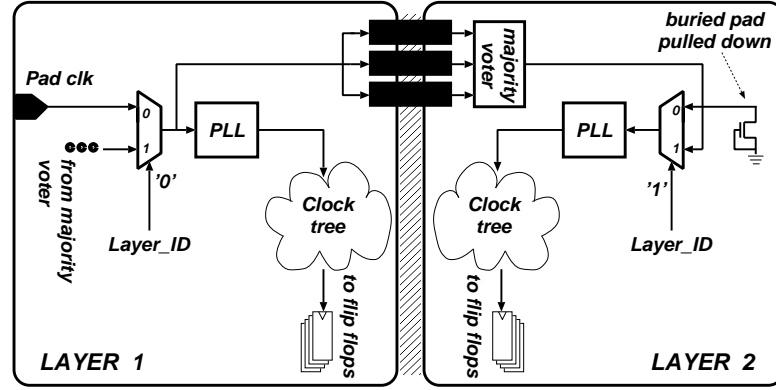 buried pad
pulled down
Pad clk
majority
voter
0
1
PLL
PLL
0
1
from majority
voter
'0'
'1'
Clock
tree
Clock
tree
Layer_ID
Layer_ID
to flip flops
to flip flops
LAYER 1
LAYER 2